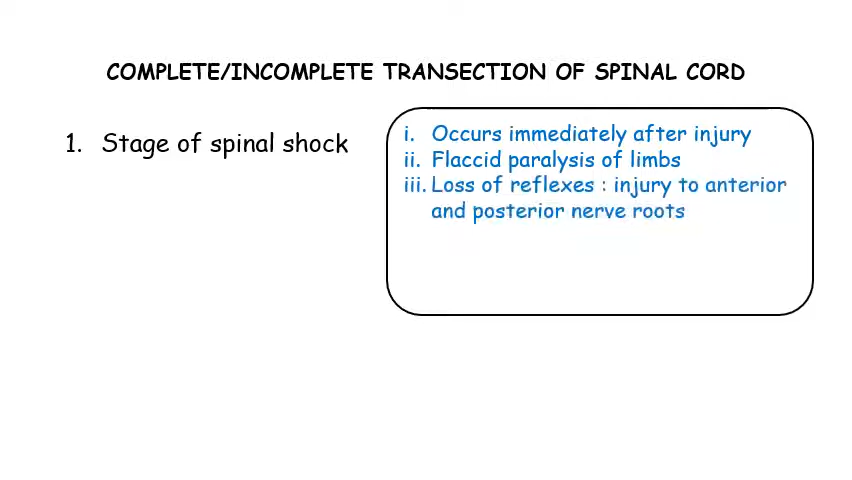 COMPLETE/INCOMPLETE TRANSECTION OF SPINAL CORD
1. Stage of spinal shock
i. Occurs immediately after injury
ii. Flaccid paralysis of limbs
iii. Loss of reflexes : injury to anterior
and posterior nerve roots